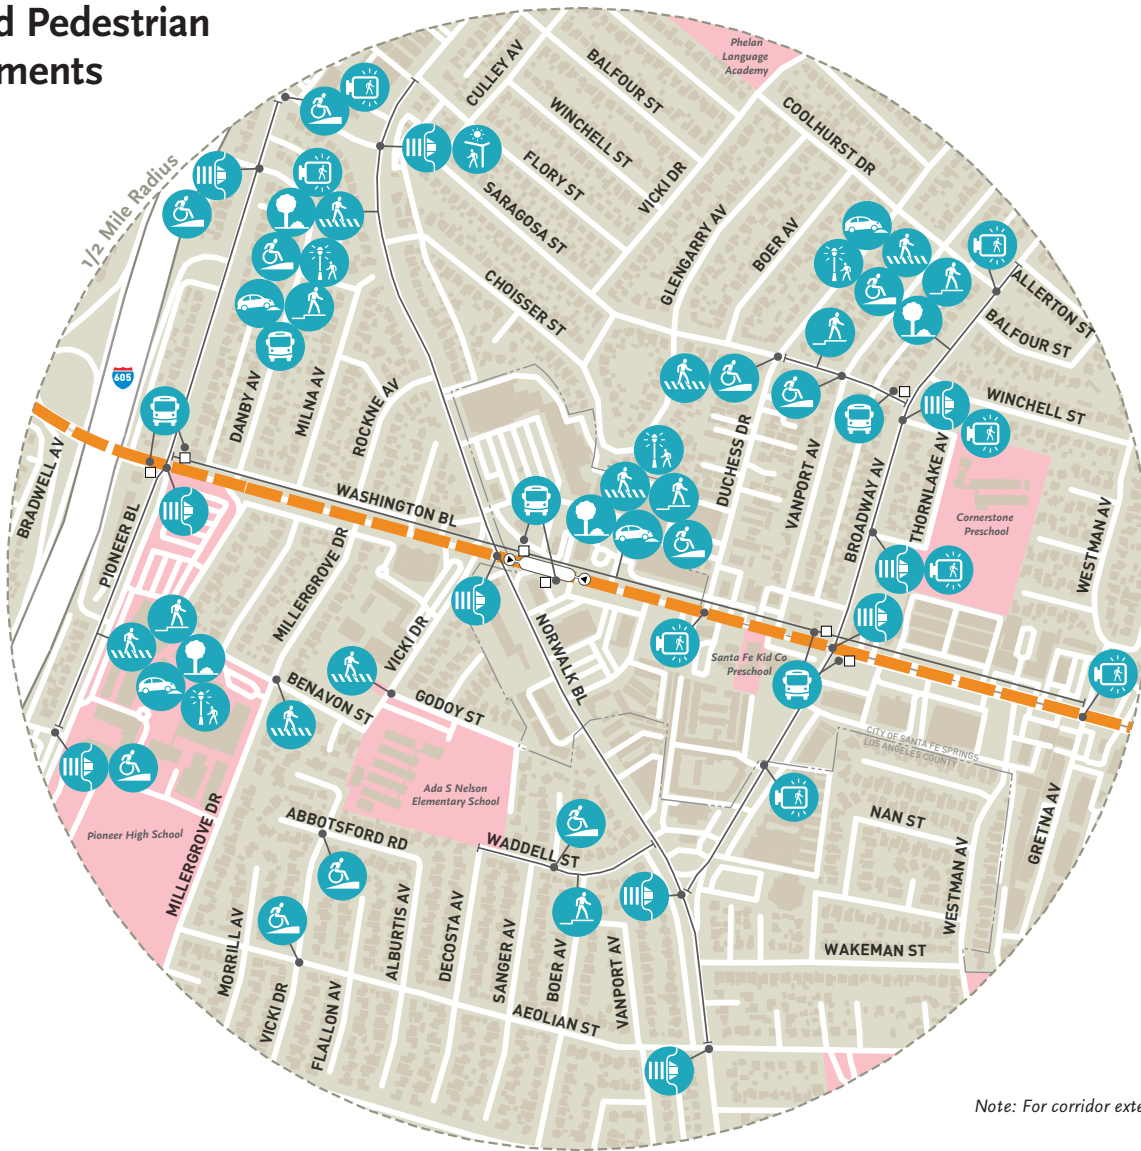 d Pedestrian
ments
1/2 Mile Radius
Phelan
Language
Academy
CULLEY AV
BALFOUR ST
WINCHELL ST
FLORY ST
SARAGOSA ST
VICKI DR
COOLHURST DR
GLENGARRY AV
BOER AV
CHOISSER ST
ALLERTON ST
BALFOUR ST
WINCHELL ST
605
DANBY AV
MILNA AV
ROCKNE AV
BRADWELL AV
PIONEER BL
WASHINGTON BL
DUCHESS DR
VANPORT AV
BROADWAY AV
THORNLAKE AV
Cornerstone
Preschool
WESTMAN AV
MILLERGROVE DR
VICKI DR
NORWALK BL
Santa Fe Kid Co
Preschool
BENAVON ST
GODOY ST
CITY OF SANTA FE SPRINGS
LOS ANGELES COUNTY
Ada S Nelson
Elementary School
Pioneer High School
MILLERGROVE DR
ABBOTSFORD RD
WADDELL ST
NAN ST
GRETNA AV
WESTMAN AV
WAKEMAN ST
MORRILL AV
VICKI DR
FLALLON AV
ALBURTIS AV
DECOSTA AV
SANGER AV
BOER AV
VANPORT AV
AEOLIAN ST
Note: For corridor exte